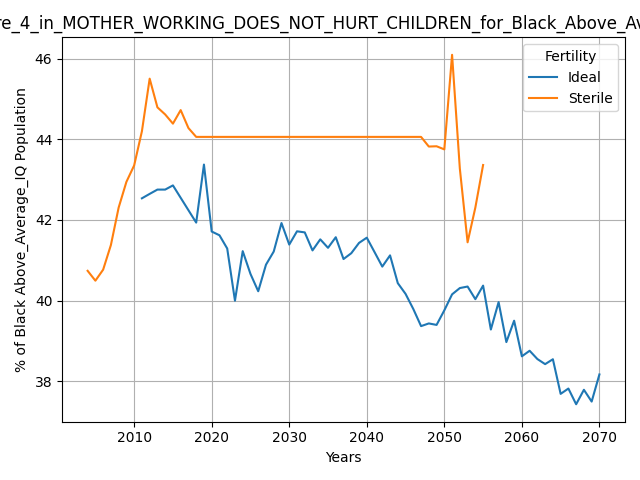 re_4_in_MOTHER_WORKING_DOES_NOT_HURT_CHILDREN_for_Black_Above_Av
Fertility
Ideal
Sterile
% of Black Above_Average_IQ Population
46
44
42
40
38
2010 2020 2030 2040 2050 2060 2070
Years